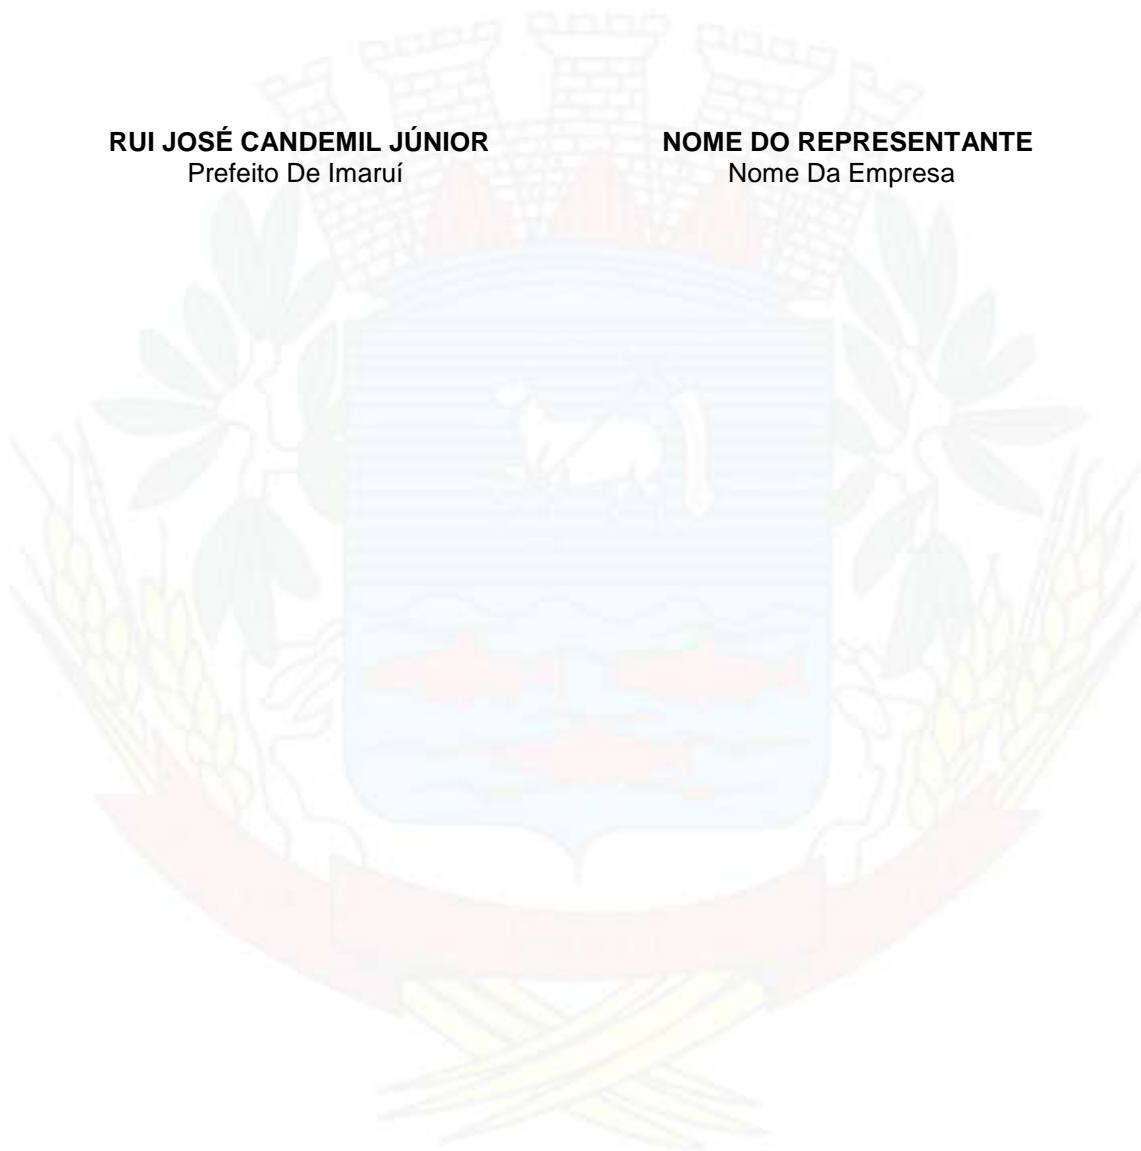 RUI JOSÉ CANDEMIL JÚNIOR
Prefeito De Imaruí
NOME DO REPRESENTANTE
Nome Da Empresa